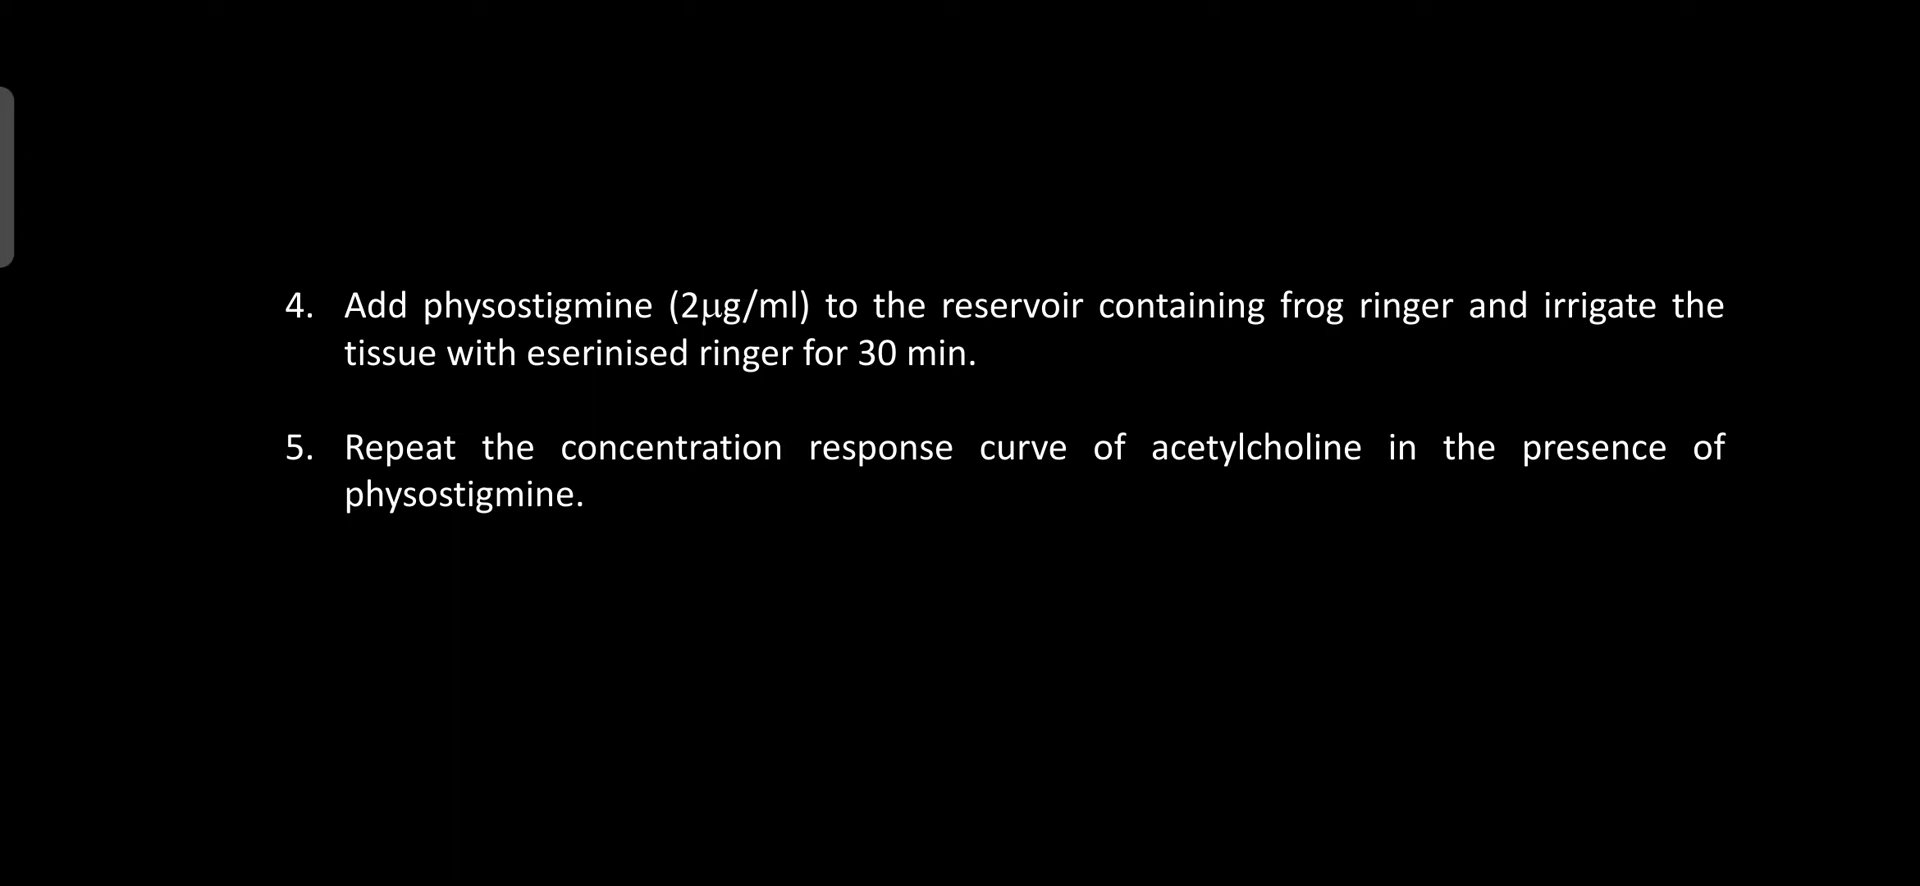 4. Add physostigmine (2μg/ml) to the reservoir containing frog ringer and irrigate the
tissue with eserinised ringer for 30 min.
5. Repeat the concentration response curve of acetylcholine in the presence of
physostigmine.